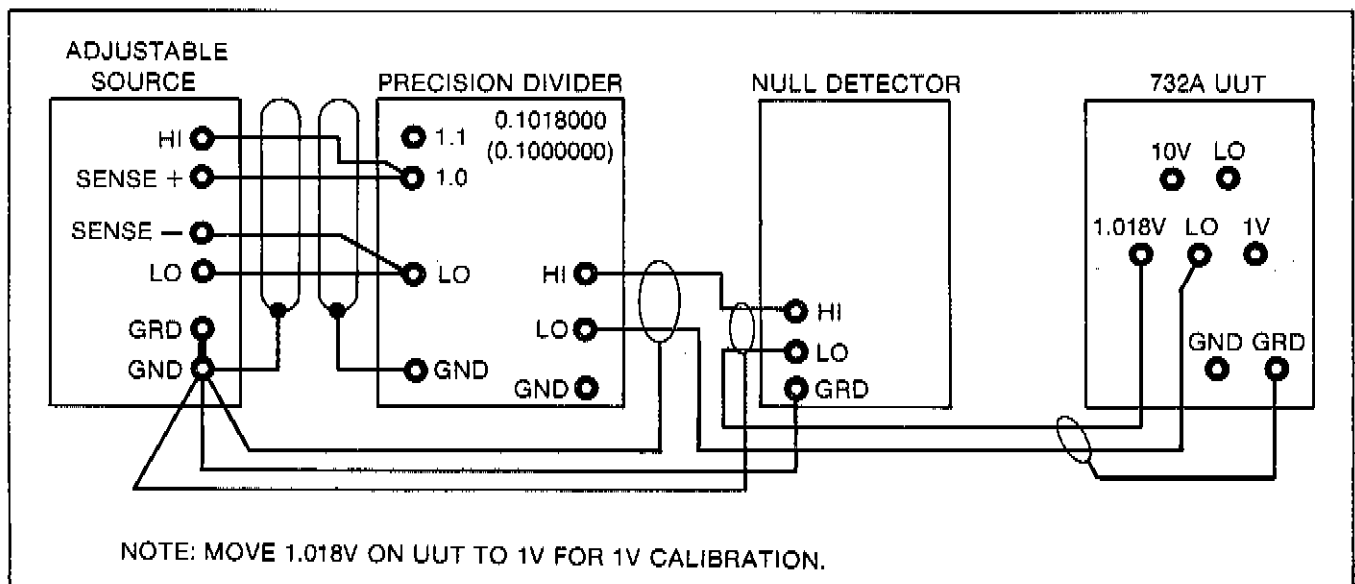 ADJUSTABLE
SOURCE
HI
SENSE +
SENSE –
LO
GRD
GND
PRECISION DIVIDER
1.1
0.1018000
(0.1000000)
1.0
LO
HI
LO
GND
GND
NULL DETECTOR
HI
LO
GRD
732A UUT
10V LO
1.018V LO 1V
GND GRD
NOTE: MOVE 1.018V ON UUT TO 1V FOR 1V CALIBRATION.